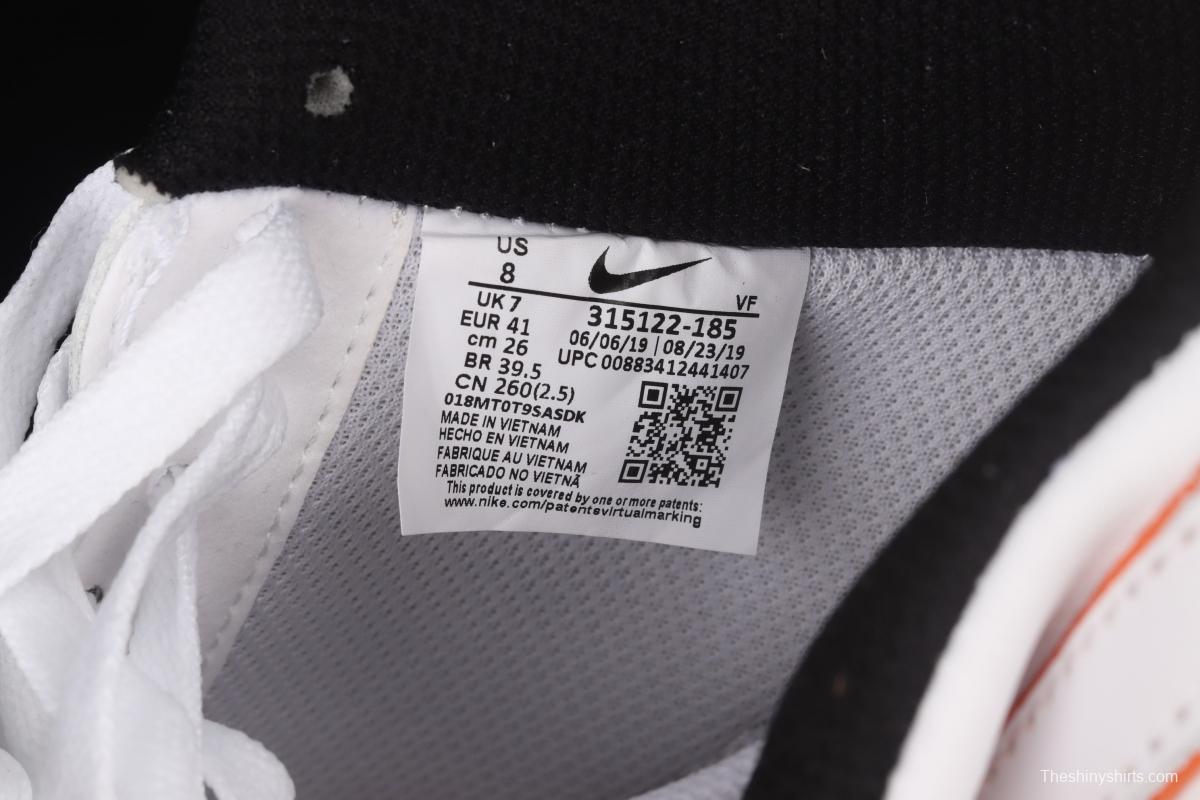 US
8
VF
UK 7
EUR 41
cm 26
BR 39.5
CN 260(2.5)
018MT0T9SASDK
MADE IN VIETNAM
HECHO EN VIETNAM
FABRIQUE AU VIETNAM
FABRICADO NO VIETNÃ
315122-185
06/06/19 | 08/23/19
UPC 00883412441407
This product is covered by one or more patents:
www.nike.com/patentsvirtualmarking
Theshinyshirts.com